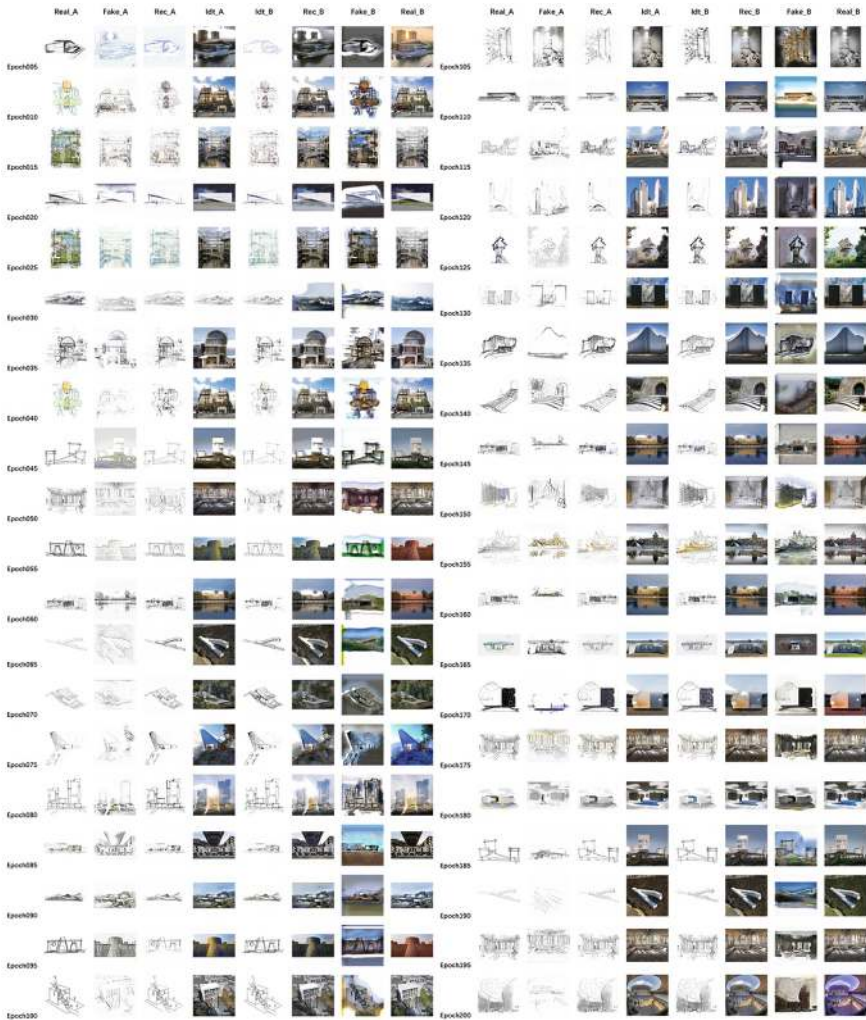 Real_A Fake_A Rec_A Idt_A Idt_B Rec_B Fake_B Real_B
Epoch005
Epoch010
Epoch015
Epoch020
Epoch025
Epoch030
Epoch035
Epoch040
Epoch045
Epoch050
Epoch055
Epoch060
Epoch065
Epoch070
Epoch075
Epoch080
Epoch085
Epoch090
Epoch095
Epoch100
Real_A Fake_A Rec_A Idt_A Idt_B Rec_B Fake_B Real_B
Epoch105
Epoch110
Epoch115
Epoch120
Epoch125
Epoch130
Epoch135
Epoch140
Epoch145
Epoch150
Epoch155
Epoch160
Epoch165
Epoch170
Epoch175
Epoch180
Epoch185
Epoch190
Epoch195
Epoch200